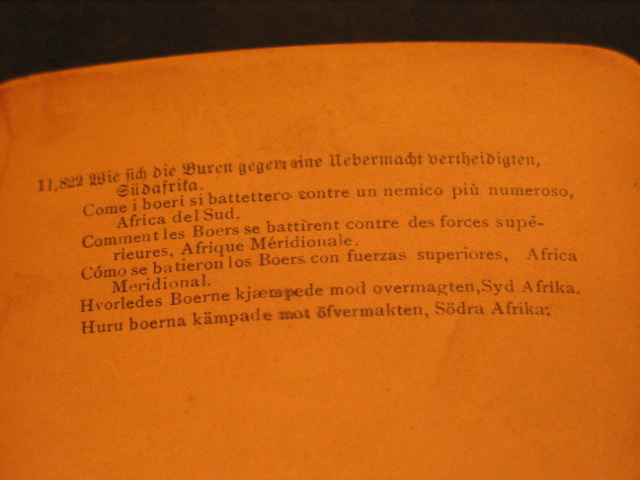 11,822 Wie sich die Buren gegen eine Uebermacht vertheidigten,
Südafrika.
Come i boeri si battettero contre un nemico più numeroso,
Africa del Sud.
Comment les Boers se battirent contre des forces supé-
rieures, Afrique Méridionale.
Cómo se batieron los Boers con fuerzas superiores, Africa
Meridional.
Hvorledes Boerne kjæmpede mod overmagten, Syd Afrika.
Huru boerna kämpade mot öfvermakten, Södra Afrika.